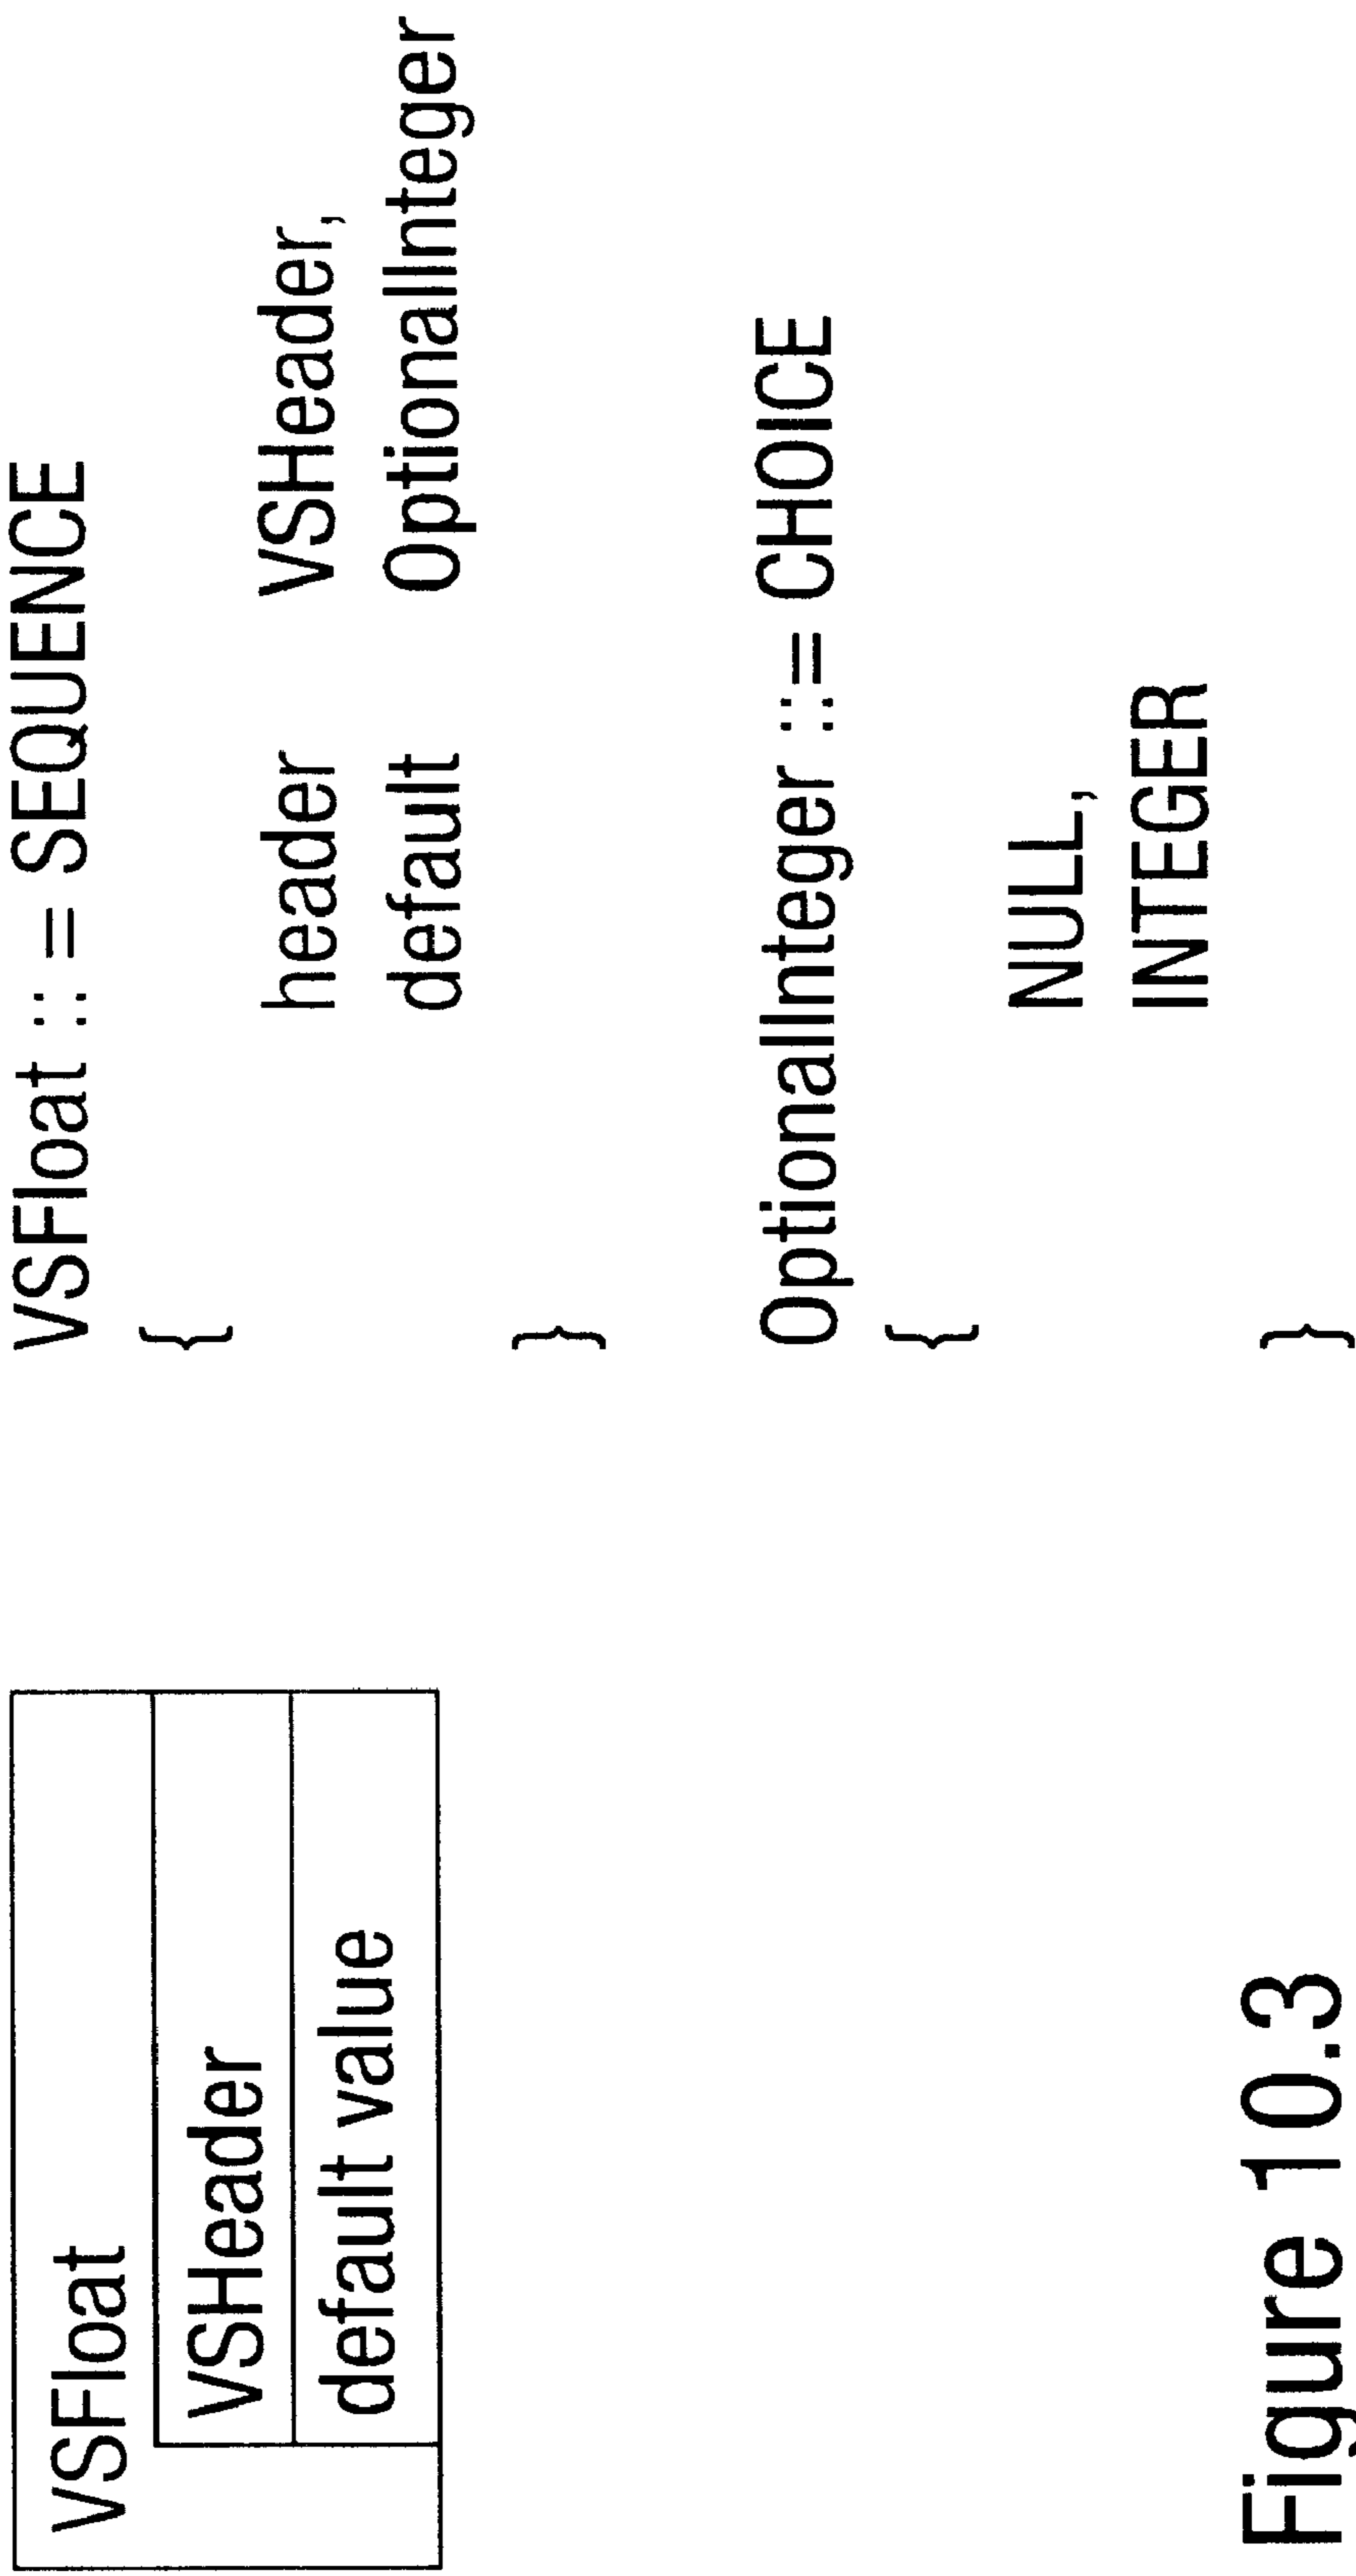 VSFloat
VSHeader
default value
VSFloat :: = SEQUENCE
{
header VSHeader,
default OptionalInteger
}
OptionalInteger ::= CHOICE
{
NULL,
INTEGER
}
Figure 10.3